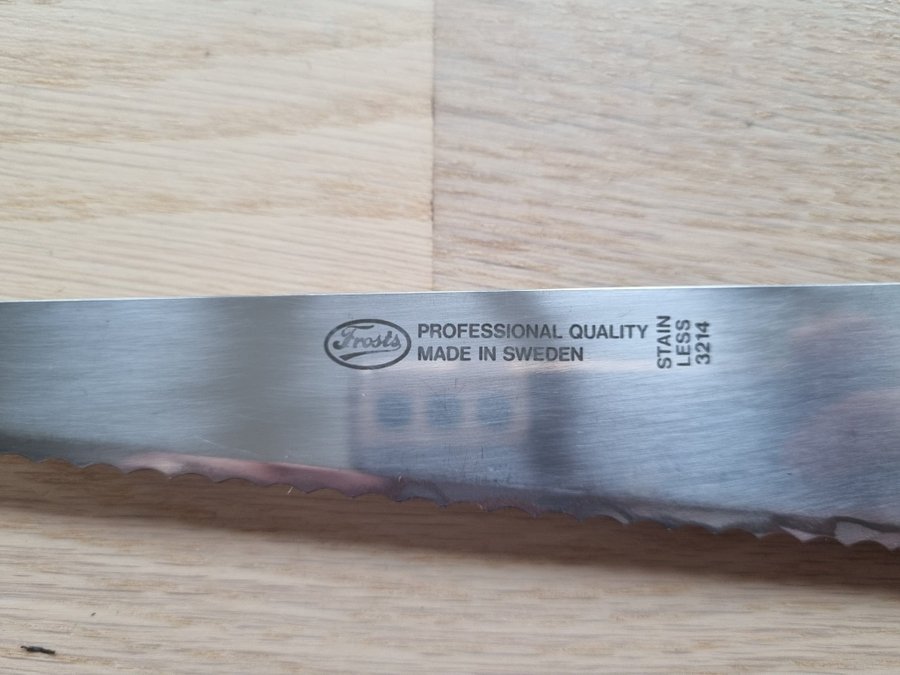 Frosts
PROFESSIONAL QUALITY
MADE IN SWEDEN
STAIN
LESS
3214